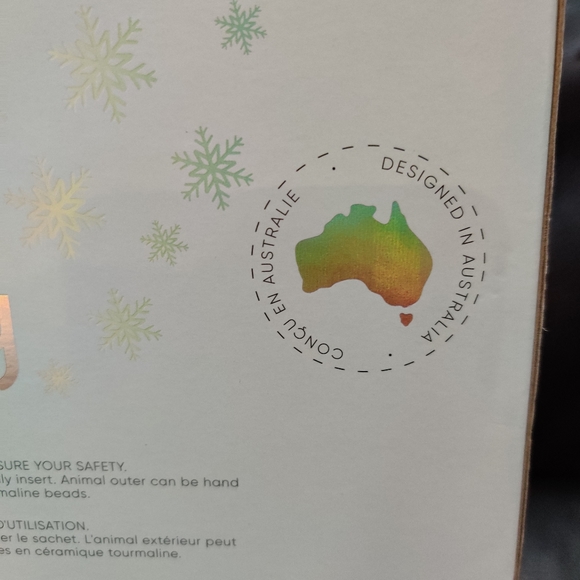 DESIGNED IN AUSTRALIA
CONÇU EN AUSTRALIE
SURE YOUR SAFETY.
ly insert. Animal outer can be hand
maline beads.
D'UTILISATION.
er le sachet. L'animal extérieur peut
es en céramique tourmaline.